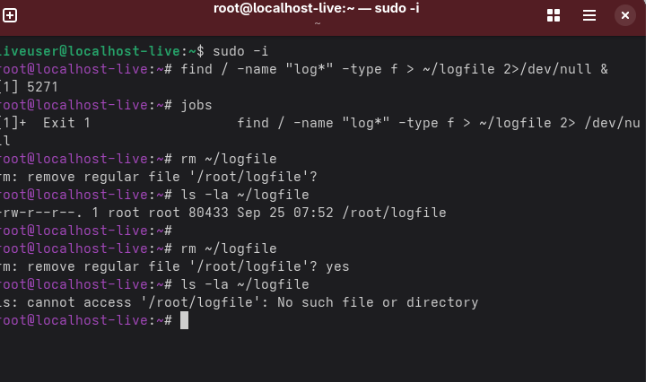 root@localhost-live:~ — sudo -i
~
liveuser@localhost-live:~$ sudo -i
root@localhost-live:~# find / -name "log*" -type f > ~/logfile 2>/dev/null &
[1] 5271
root@localhost-live:~# jobs
[1]+  Exit 1                  find / -name "log*" -type f > ~/logfile 2> /dev/nu
ll
root@localhost-live:~# rm ~/logfile
rm: remove regular file '/root/logfile'?
root@localhost-live:~# ls -la ~/logfile
-rw-r--r--. 1 root root 80433 Sep 25 07:52 /root/logfile
root@localhost-live:~#
root@localhost-live:~# rm ~/logfile
rm: remove regular file '/root/logfile'? yes
root@localhost-live:~# ls -la ~/logfile
ls: cannot access '/root/logfile': No such file or directory
root@localhost-live:~#